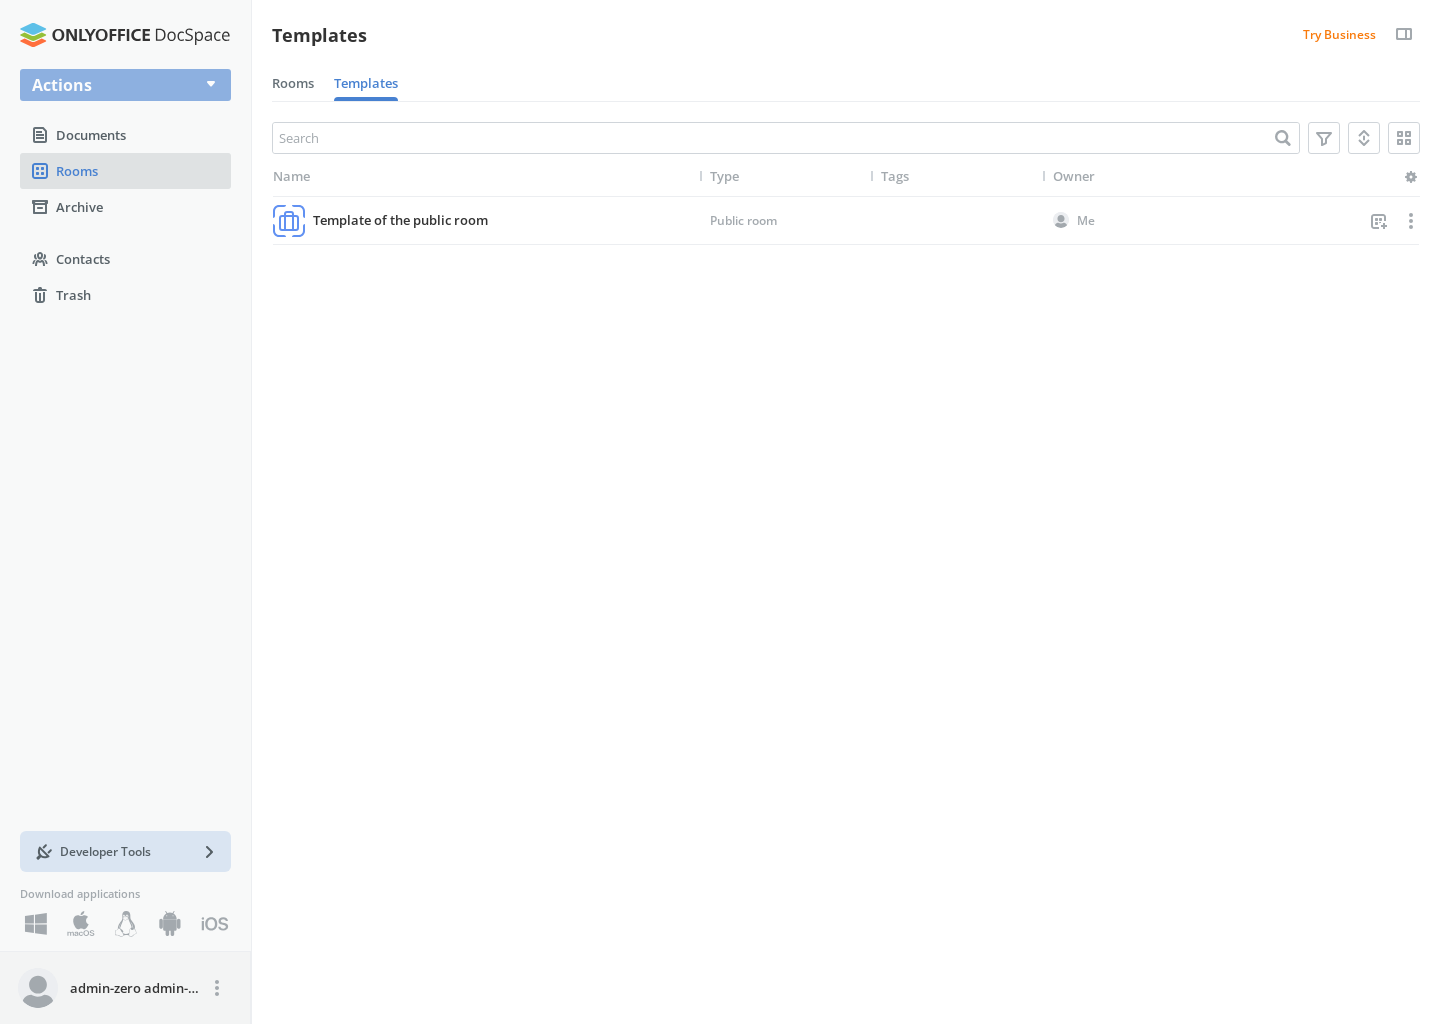 ONLYOFFICE DocSpace
Actions
Documents
Rooms
Archive
Contacts
Trash
Developer Tools
Download applications
macOS
iOS
admin-zero admin-...
Templates
Try Business
Rooms
Templates
Search
Name
Type
Tags
Owner
Template of the public room
Public room
Me